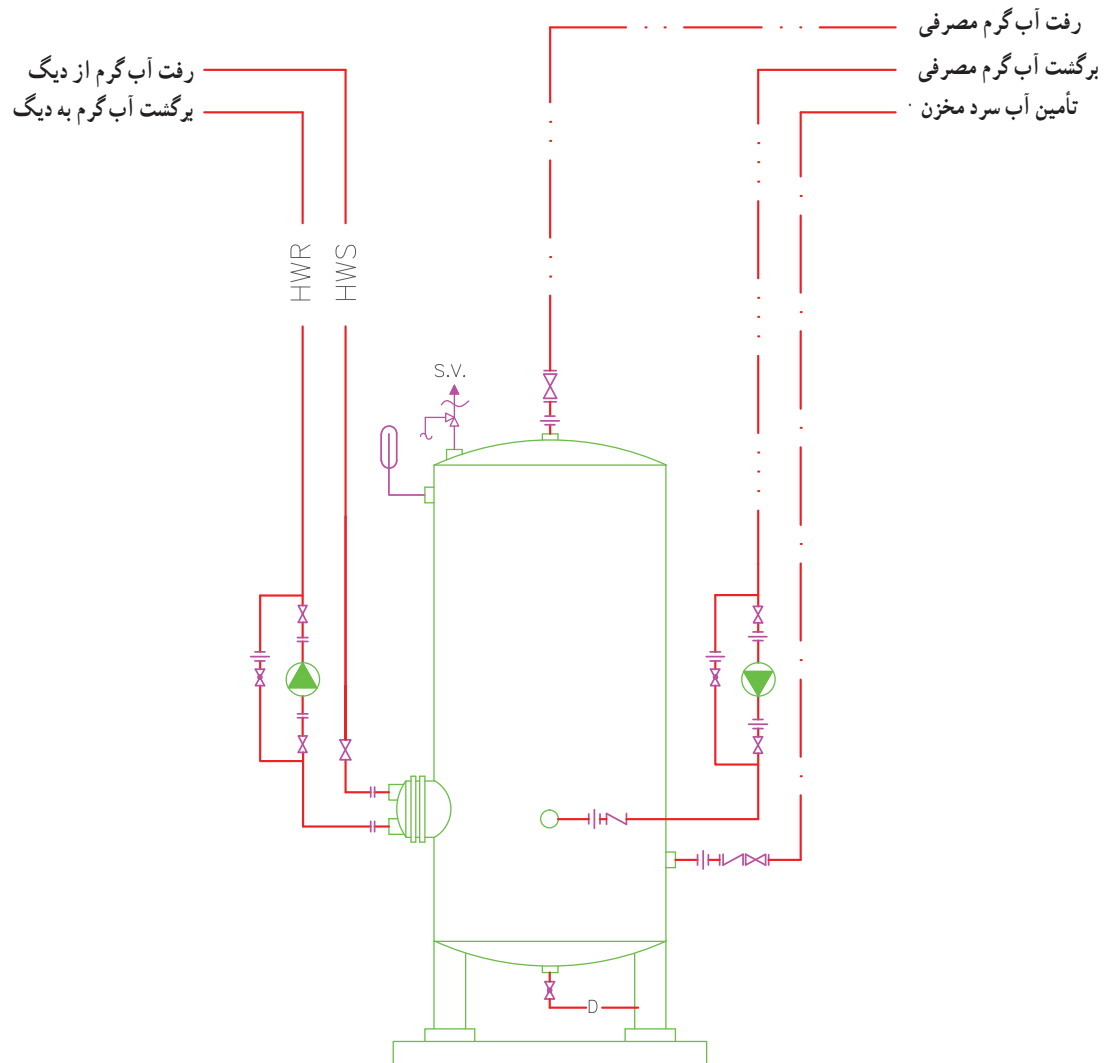 رفت آب گرم مصرفی
برگشت آب گرم مصرفی
تأمین آب سرد مخزن
رفت آب گرم از دیگ
برگشت آب گرم به دیگ
HWR
HWS
S.V.
D